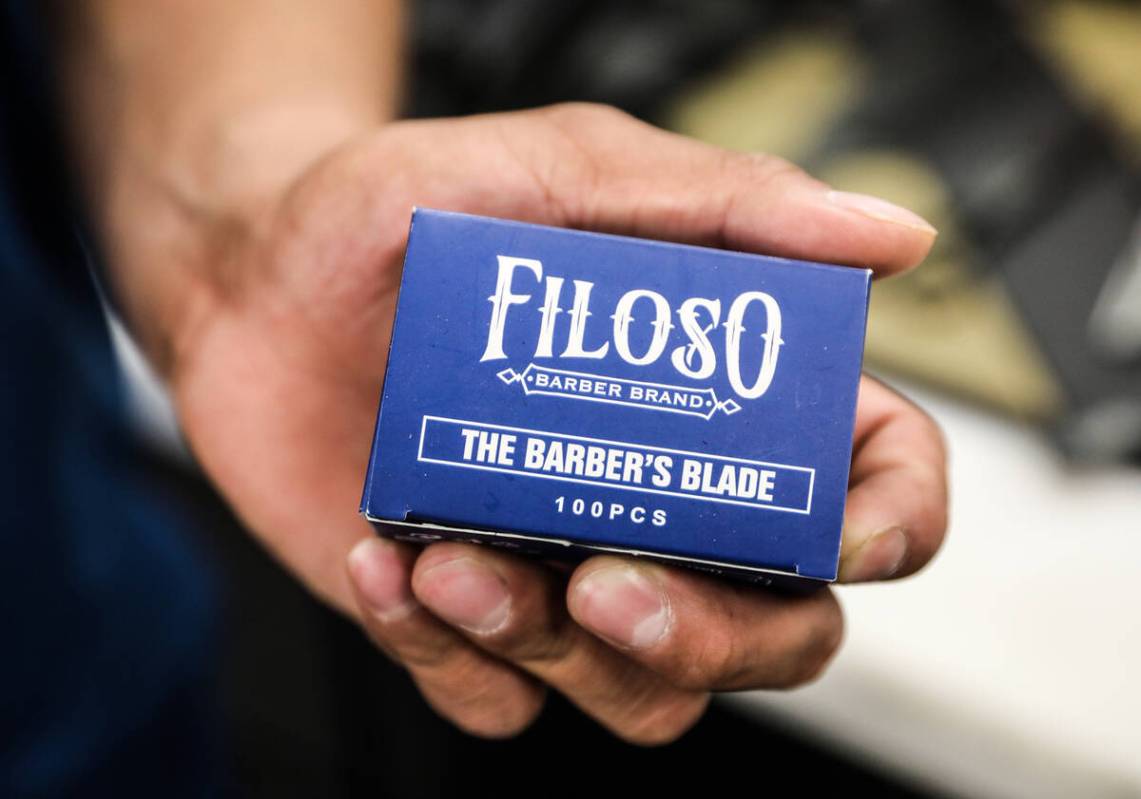 FILOSO
BARBER BRAND
THE BARBER'S BLADE
100PCS